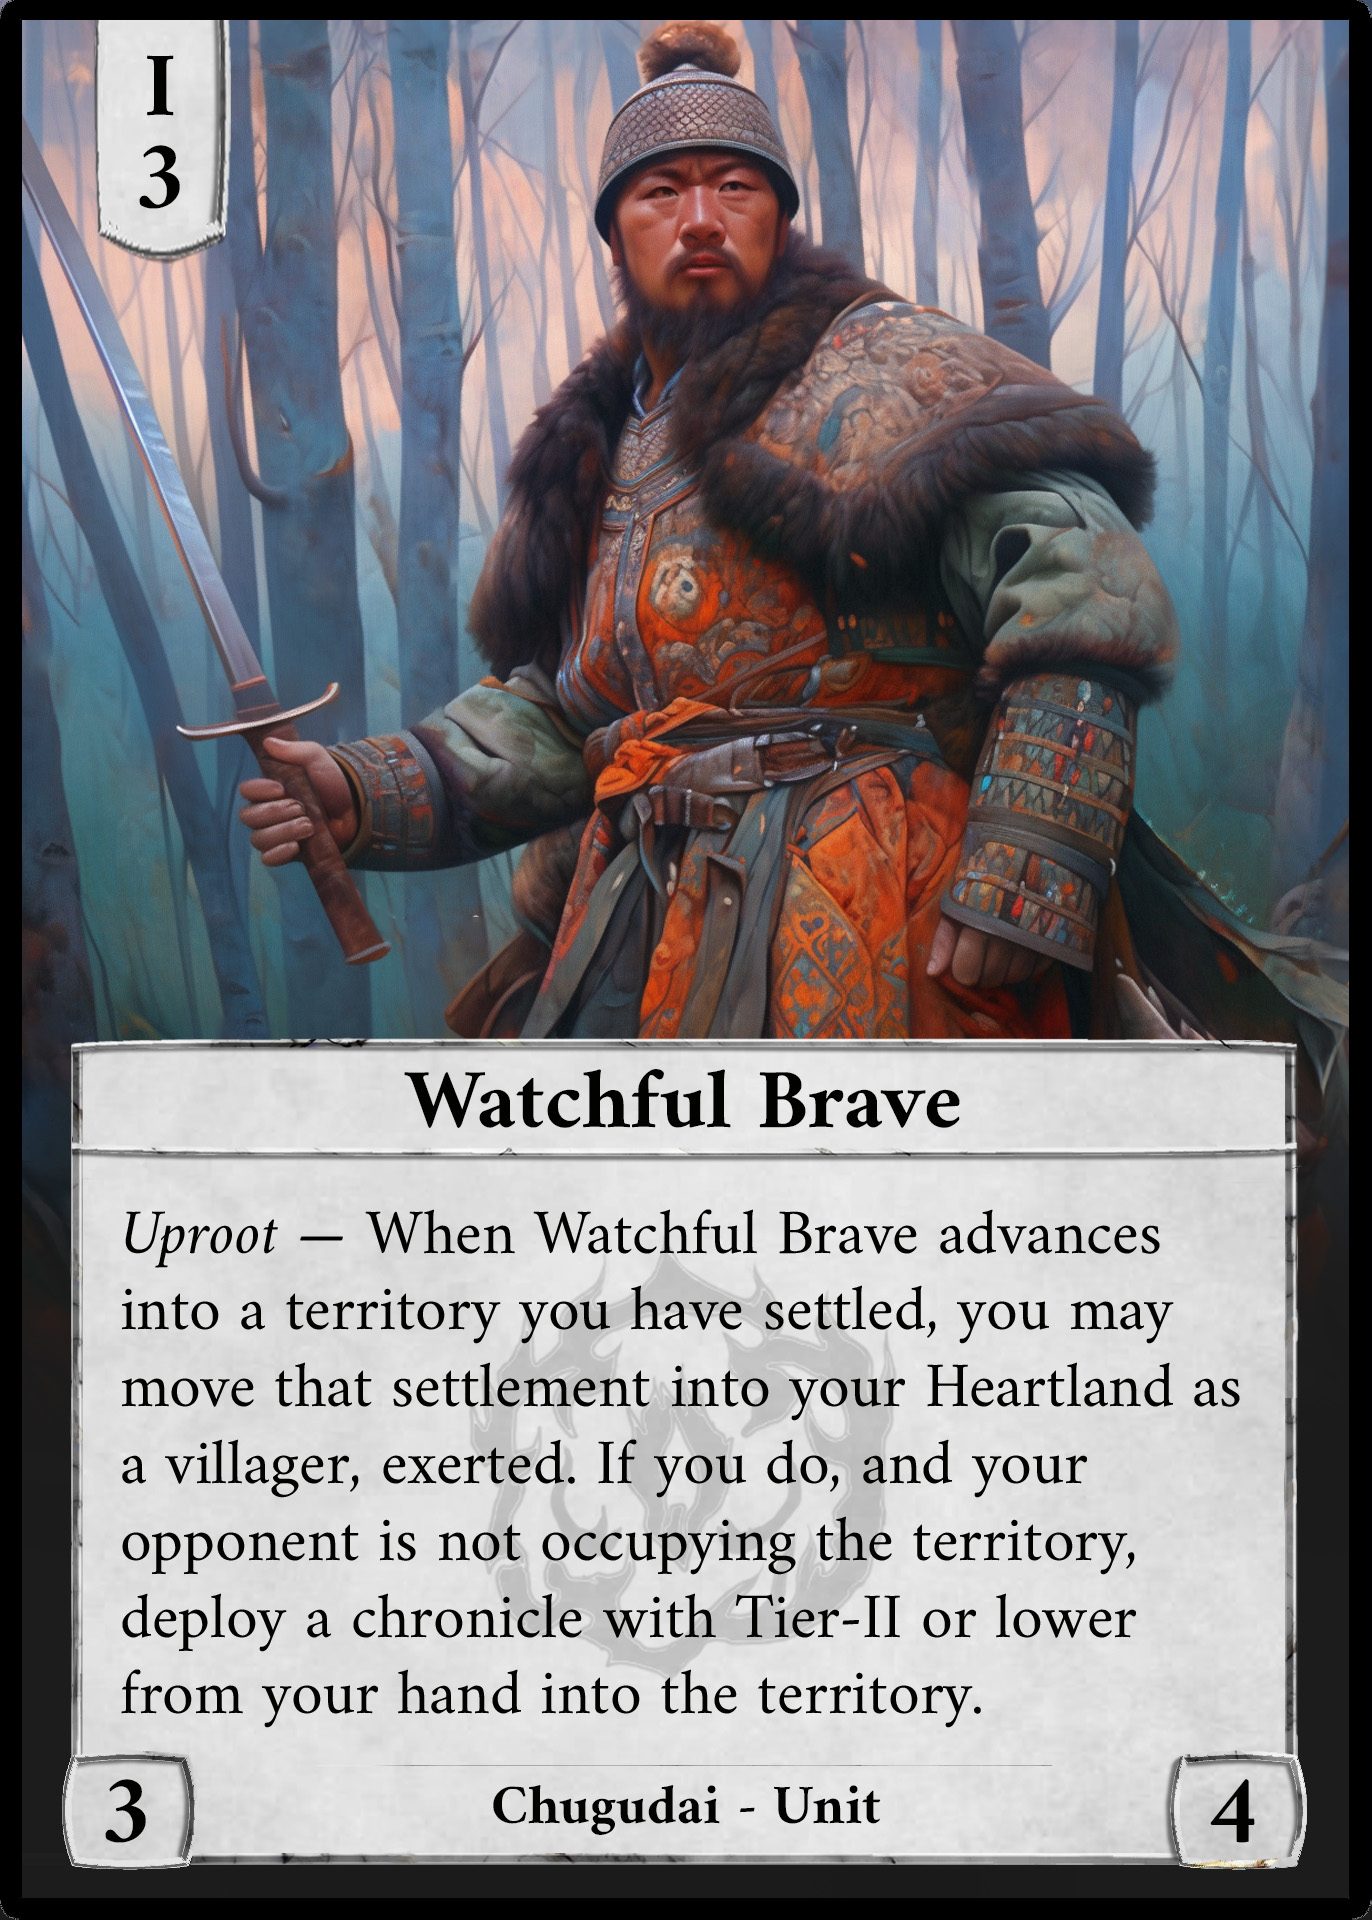 I
3
Watchful Brave
Uproot — When Watchful Brave advances
into a territory you have settled, you may
move that settlement into your Heartland as
a villager, exerted. If you do, and your
opponent is not occupying the territory,
deploy a chronicle with Tier-II or lower
from your hand into the territory.
3
Chugudai - Unit
4